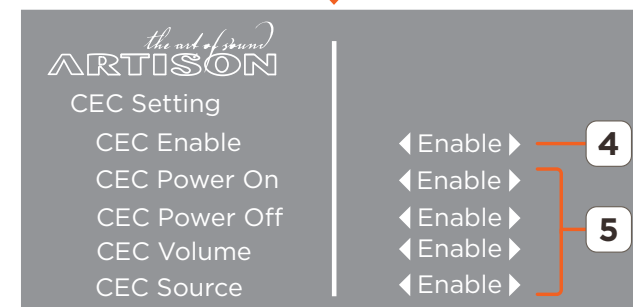 the art of sound
ARTISON
CEC Setting
CEC Enable ◀ Enable ▶ 4
CEC Power On ◀ Enable ▶
CEC Power Off ◀ Enable ▶ 5
CEC Volume ◀ Enable ▶
CEC Source ◀ Enable ▶